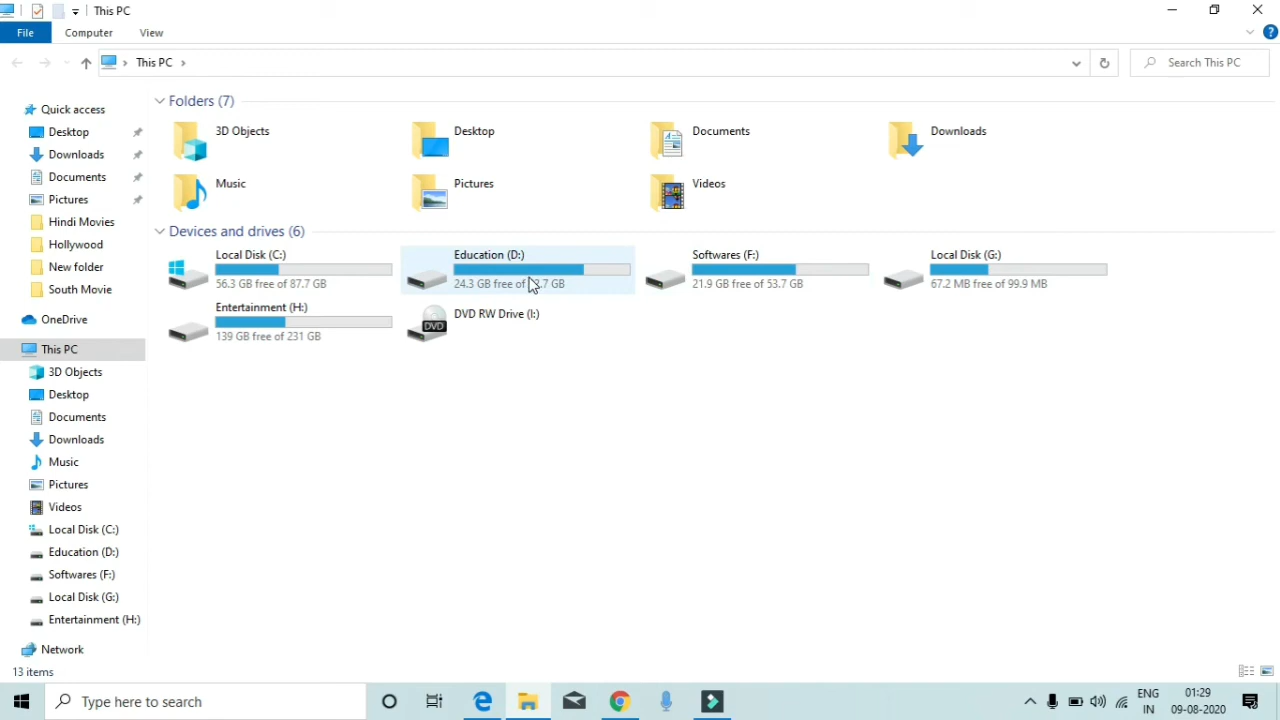 This PC
File Computer View
This PC
Search This PC
Quick access
Desktop
Downloads
Documents
Pictures
Hindi Movies
Hollywood
New folder
South Movie
OneDrive
This PC
3D Objects
Desktop
Documents
Downloads
Music
Pictures
Videos
Local Disk (C:)
Education (D:)
Softwares (F:)
Local Disk (G:)
Entertainment (H:)
Network
Folders (7)
3D Objects
Desktop
Documents
Downloads
Music
Pictures
Videos
Devices and drives (6)
Local Disk (C:)
56.3 GB free of 87.7 GB
Education (D:)
24.3 GB free of
Softwares (F:)
21.9 GB free of 53.7 GB
Local Disk (G:)
67.2 MB free of 99.9 MB
Entertainment (H:)
139 GB free of 231 GB
DVD
DVD RW Drive (I:)
13 items
Type here to search
ENG
IN
01:29
09-08-2020